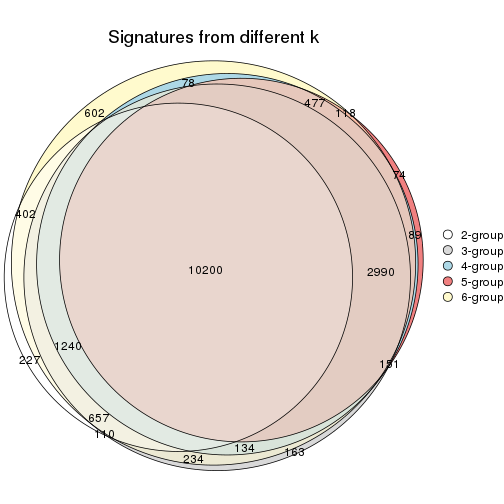 Signatures from different k
78
477
118
602
74
402
89
10200
2990
1240
227
151
657
110
134
163
234
2-group
3-group
4-group
5-group
6-group